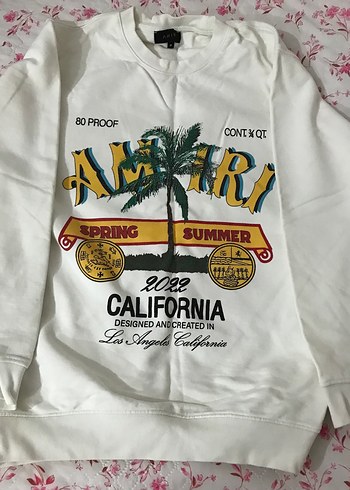 80 PROOF
CONT. ¾ QT.
AMIRI
SPRING SUMMER
2022
CALIFORNIA
DESIGNED AND CREATED IN
Los Angeles California